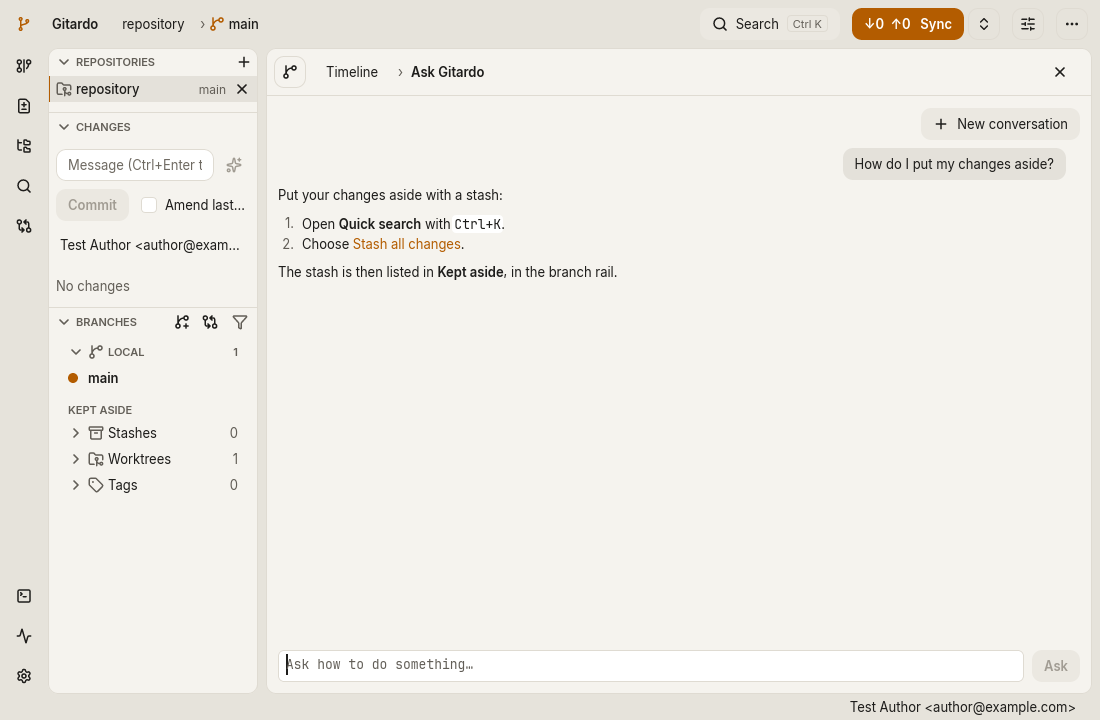 Gitardo
repository
› main
Search Ctrl K
↓0 ↑0 Sync
REPOSITORIES
repository main
CHANGES
Message (Ctrl+Enter t
Commit
Amend last...
Test Author <author@exam...
No changes
BRANCHES
LOCAL 1
main
KEPT ASIDE
Stashes 0
Worktrees 1
Tags 0
Timeline › Ask Gitardo
New conversation
How do I put my changes aside?
Put your changes aside with a stash:
1. Open Quick search with Ctrl+K.
2. Choose Stash all changes.
The stash is then listed in Kept aside, in the branch rail.
Ask how to do something…
Ask
Test Author <author@example.com>